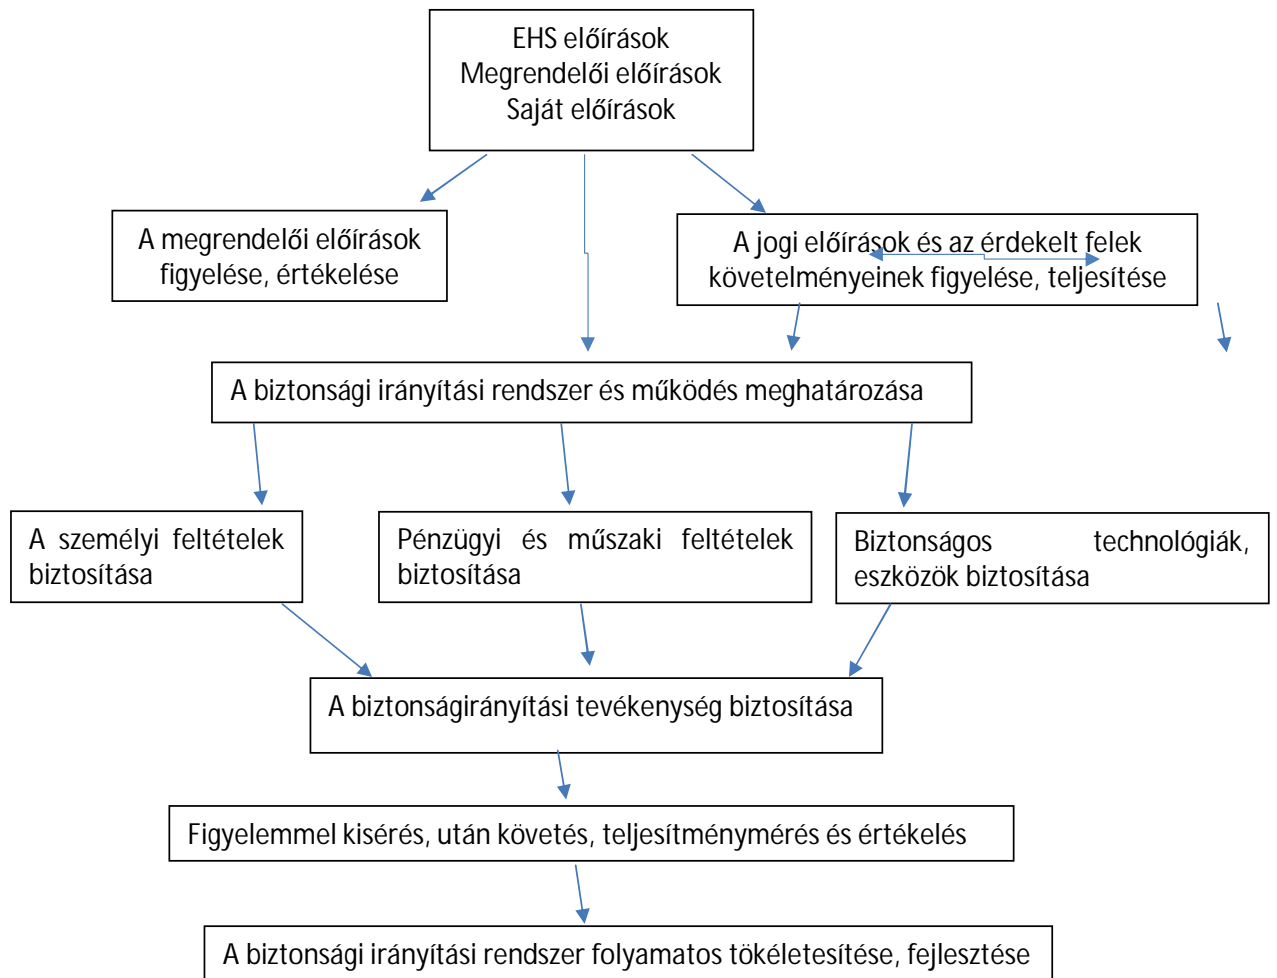 EHS előírások
Megrendelői előírások
Saját előírások
A megrendelői előírások
figyelése, értékelése
A jogi előírások és az érdekelt felek
követelményeinek figyelése, teljesítése
A biztonsági irányítási rendszer és működés meghatározása
A személyi feltételek
biztosítása
Pénzügyi és műszaki feltételek
biztosítása
Biztonságos technológiák,
eszközök biztosítása
A biztonságirányítási tevékenység biztosítása
Figyelemmel kisérés, után követés, teljesítménymérés és értékelés
A biztonsági irányítási rendszer folyamatos tökéletesítése, fejlesztése